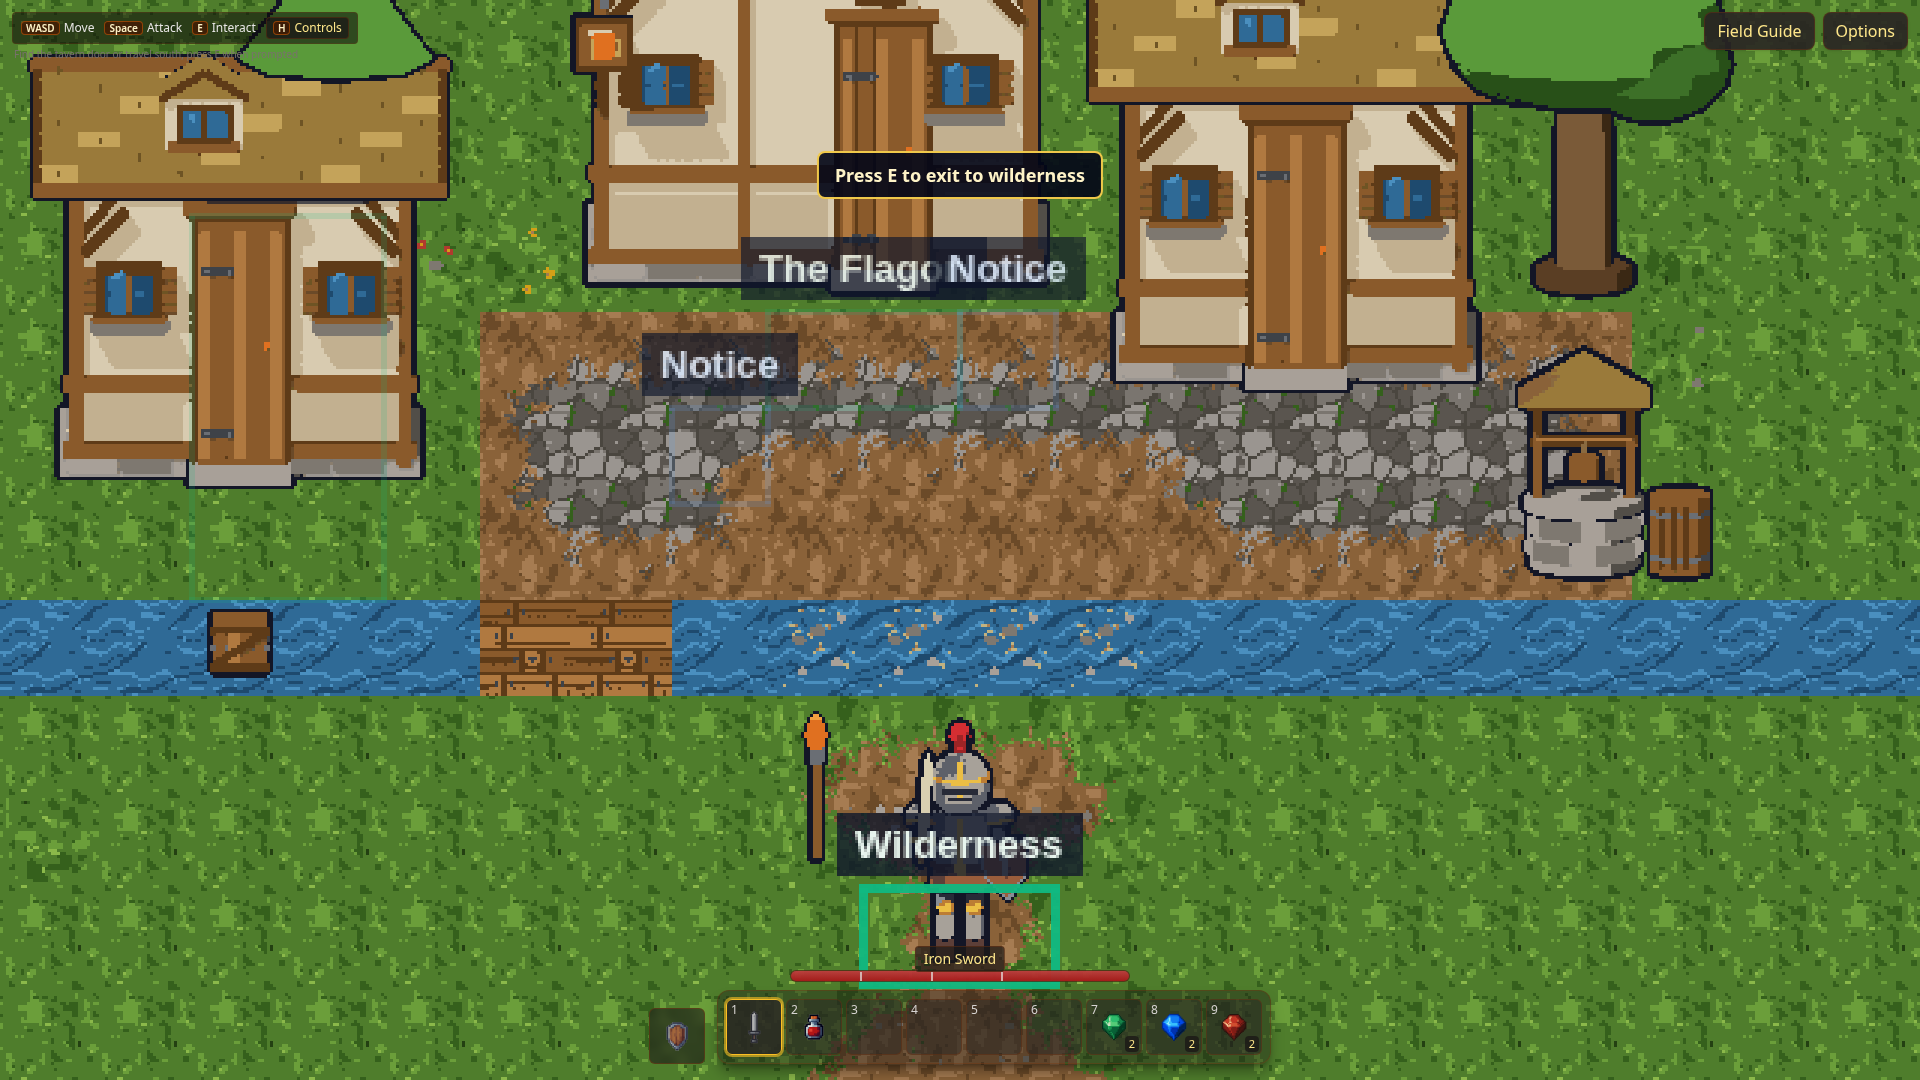 WASD Move Space Attack E Interact H Controls
Field Guide Options
Press E to exit to wilderness
The Flago Notice
Notice
Wilderness
Iron Sword
1 2 3 4 5 6 7 8 9
2 2 2